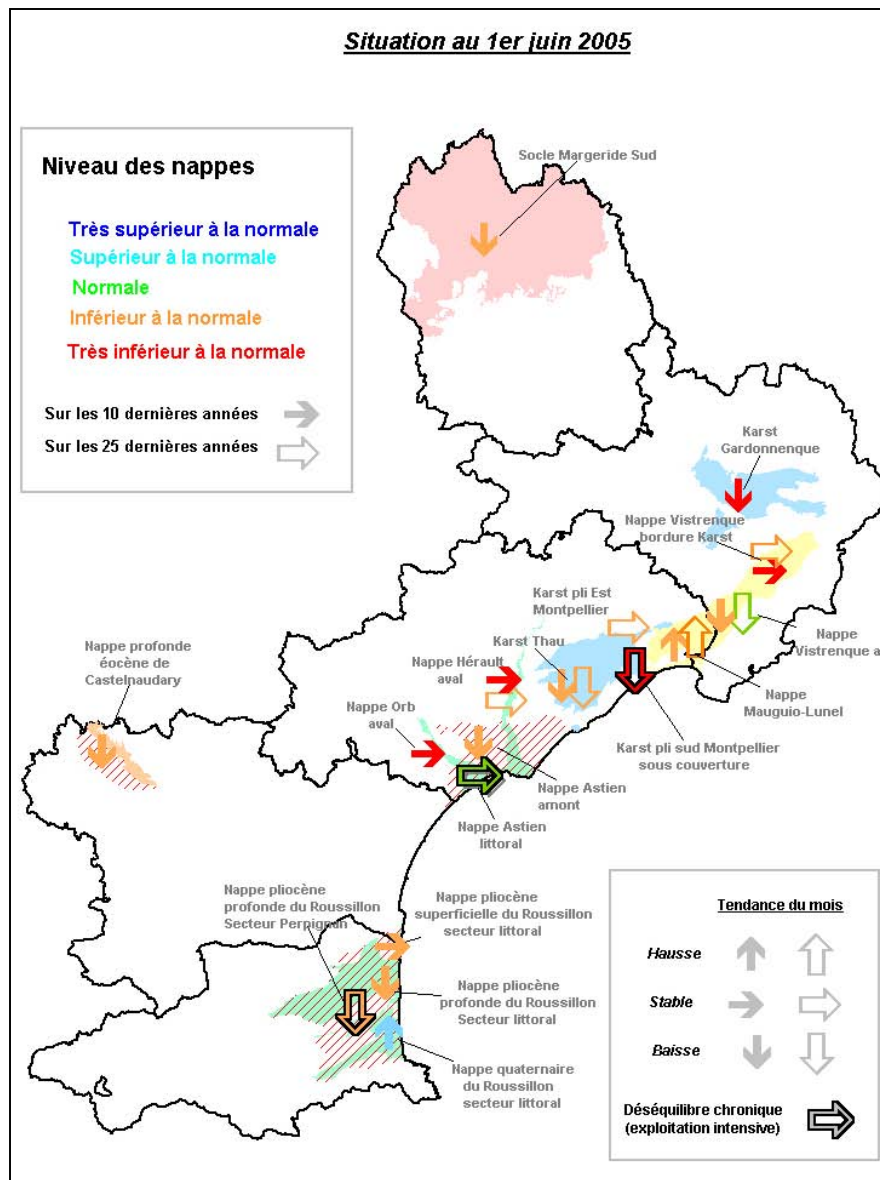 Situation au 1er juin 2005
Niveau des nappes
Très supérieur à la normale
Supérieur à la normale
Normale
Inférieur à la normale
Très inférieur à la normale
Sur les 10 dernières années
Sur les 25 dernières années
Socle Margeride Sud
Karst
Gardonnenque
Nappe Vistrenque
bordure Karst
Karst pli Est
Montpellier
Karst Thau
Nappe Hérault
aval
Nappe Orb
aval
Nappe profonde
éocène de
Castelnaudary
Nappe
Vistrenque a
Nappe
Mauguio-Lunel
Karst pli sud Montpellier
sous couverture
Nappe Astien
amont
Nappe Astien
littoral
Nappe pliocène
profonde du Roussillon
Secteur Perpignan
Nappe pliocène
superficielle du Roussillon
secteur littoral
Nappe pliocène
profonde du Roussillon
Secteur littoral
Nappe quaternaire
du Roussillon
secteur littoral
Tendance du mois
Hausse
Stable
Baisse
Déséquilibre chronique
(exploitation intensive)